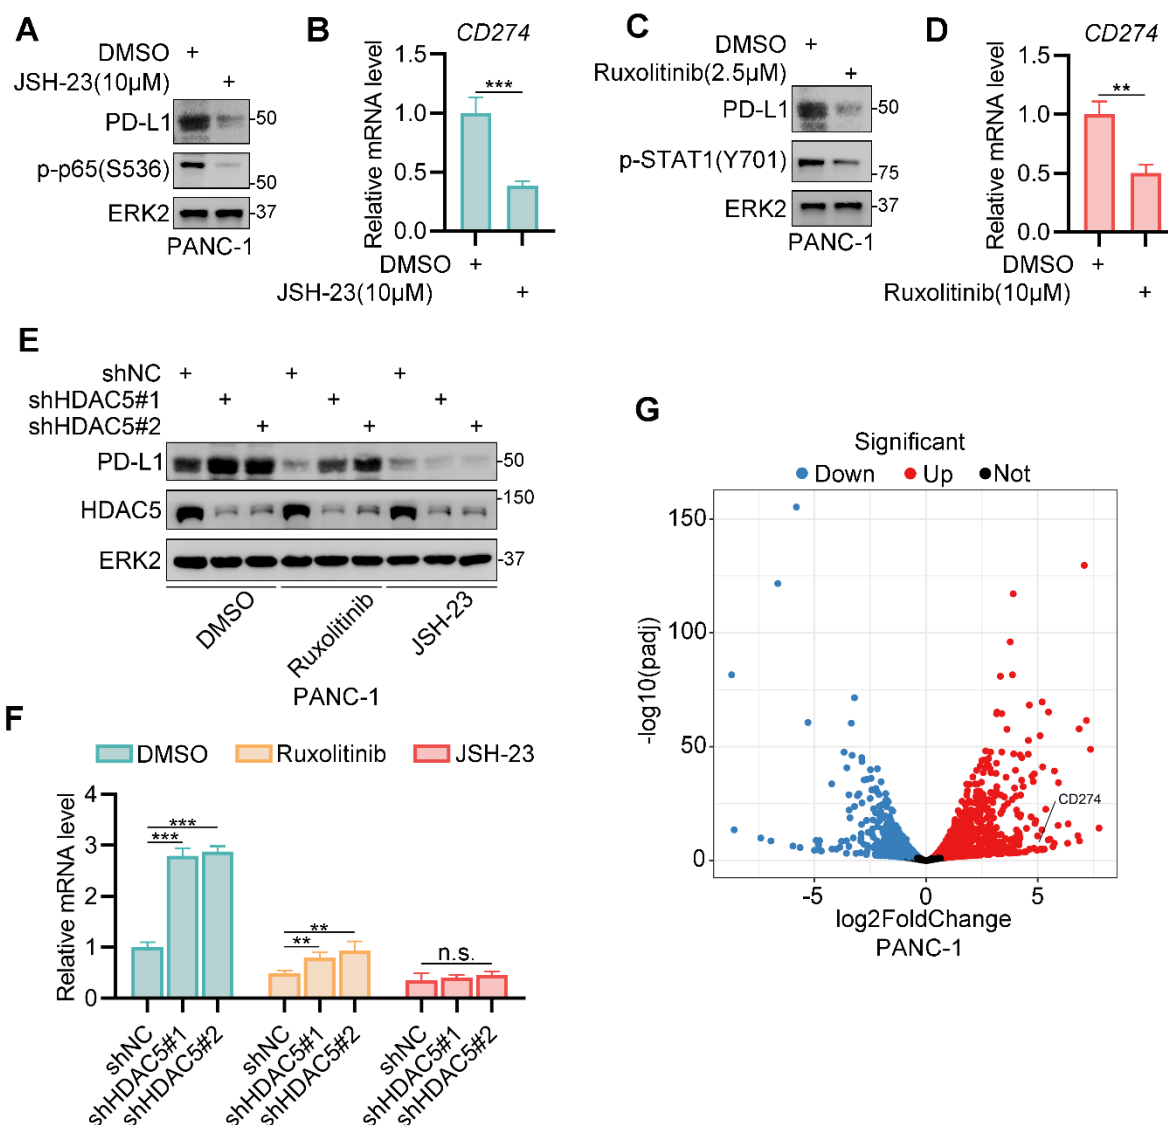 A
DMSO +
JSH-23(10μM) +
PD-L1 -50
p-p65(S536) 50
ERK2 -37
PANC-1
B
CD274
Relative mRNA level
1.5
1.0
0.5
0.0
***
DMSO +
JSH-23(10μM) +
C
DMSO +
Ruxolitinib(2.5μM) +
PD-L1 -50
p-STAT1(Y701) 75
ERK2 -37
PANC-1
D
CD274
Relative mRNA level
1.5
1.0
0.5
0.0
**
DMSO +
Ruxolitinib(10μM) +
E
shNC + + +
shHDAC5#1 + + +
shHDAC5#2 + + +
PD-L1 -50
HDAC5 150
ERK2 -37
DMSO Ruxolitinib JSH-23
PANC-1
F
DMSO Ruxolitinib JSH-23
Relative mRNA level
4
3
2
1
0
***
***
**
**
n.s.
shNC shHDAC5#1 shHDAC5#2 shNC shHDAC5#1 shHDAC5#2 shNC shHDAC5#1 shHDAC5#2
G
Significant
Down Up Not
-log10(padj)
150
100
50
0
CD274
-5 0 5
log2FoldChange
PANC-1